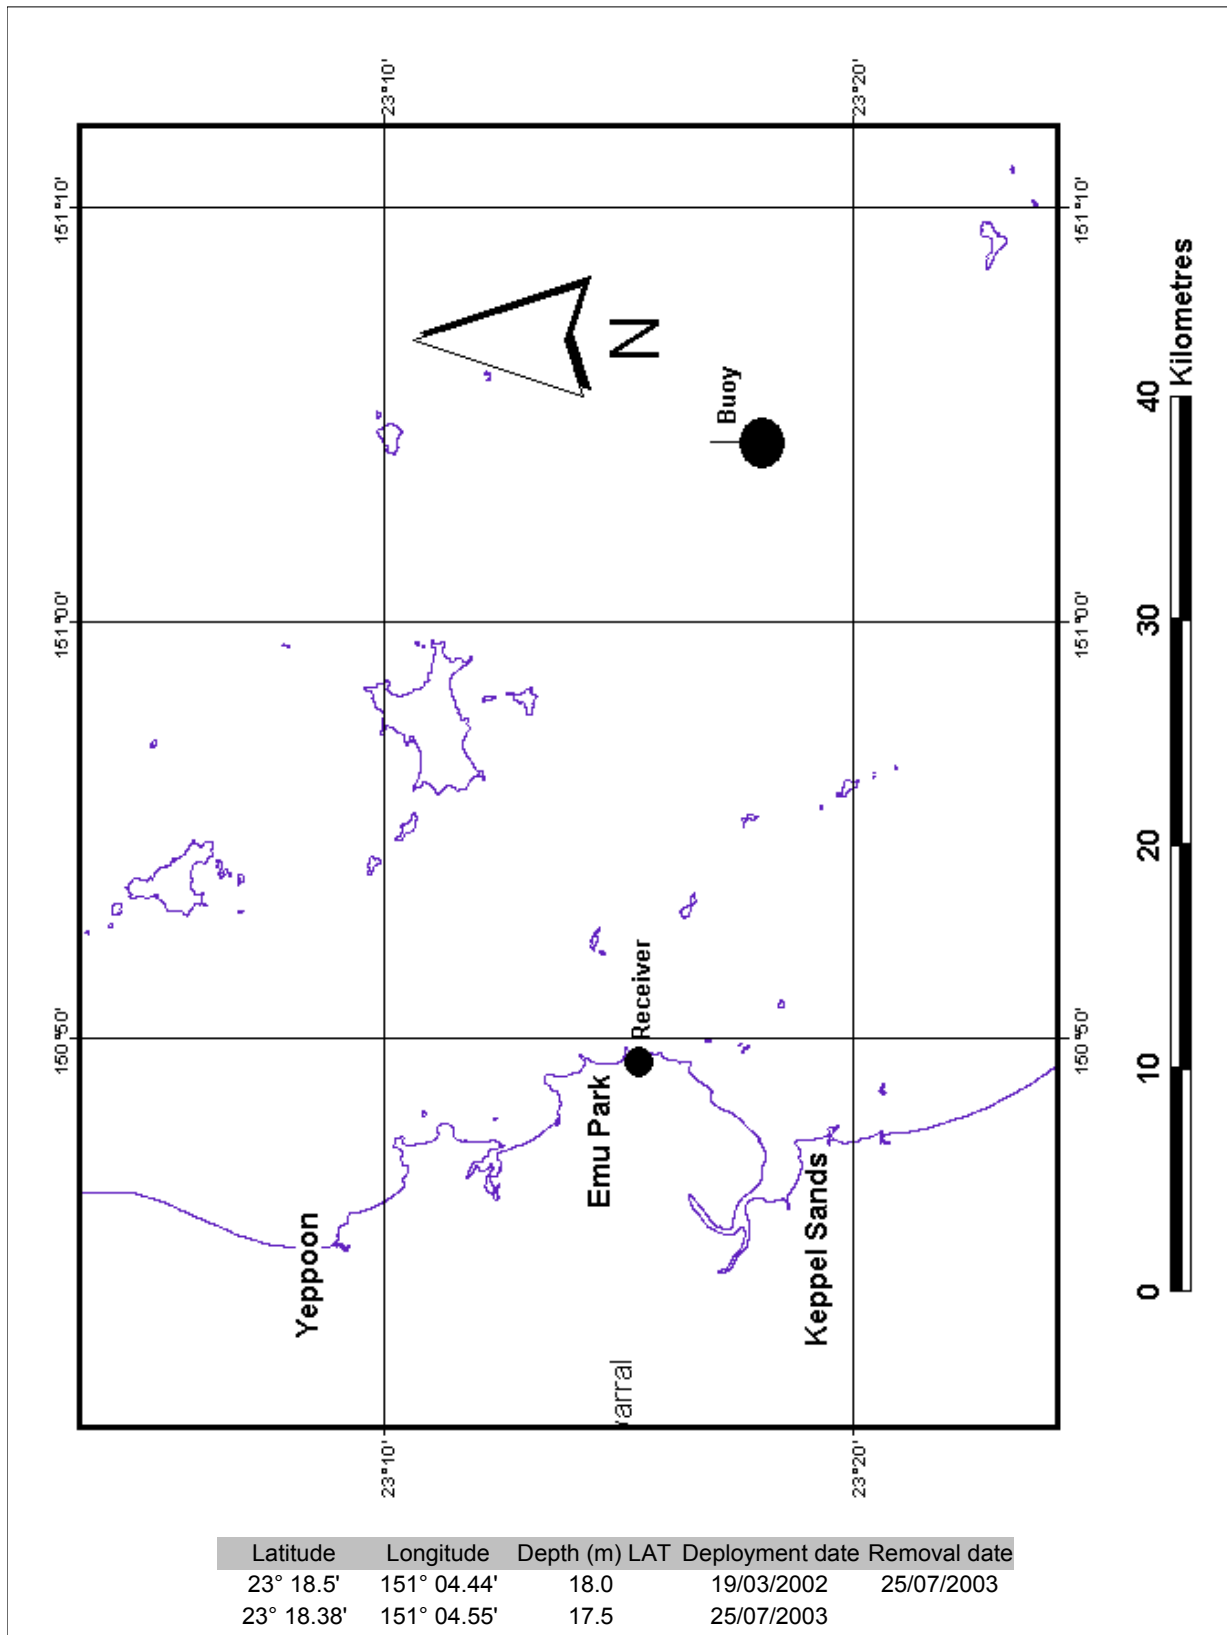 23°10'
23°20'
151°10'
151°10'
N
Buoy
151°00'
151°00'
Receiver
150°50'
150°50'
Emu Park
Yeppoon
Keppel Sands
arral
23°10'
23°20'
0 10 20 30 40 Kilometres
Latitude Longitude Depth (m) LAT Deployment date Removal date
23° 18.5' 151° 04.44' 18.0 19/03/2002 25/07/2003
23° 18.38' 151° 04.55' 17.5 25/07/2003